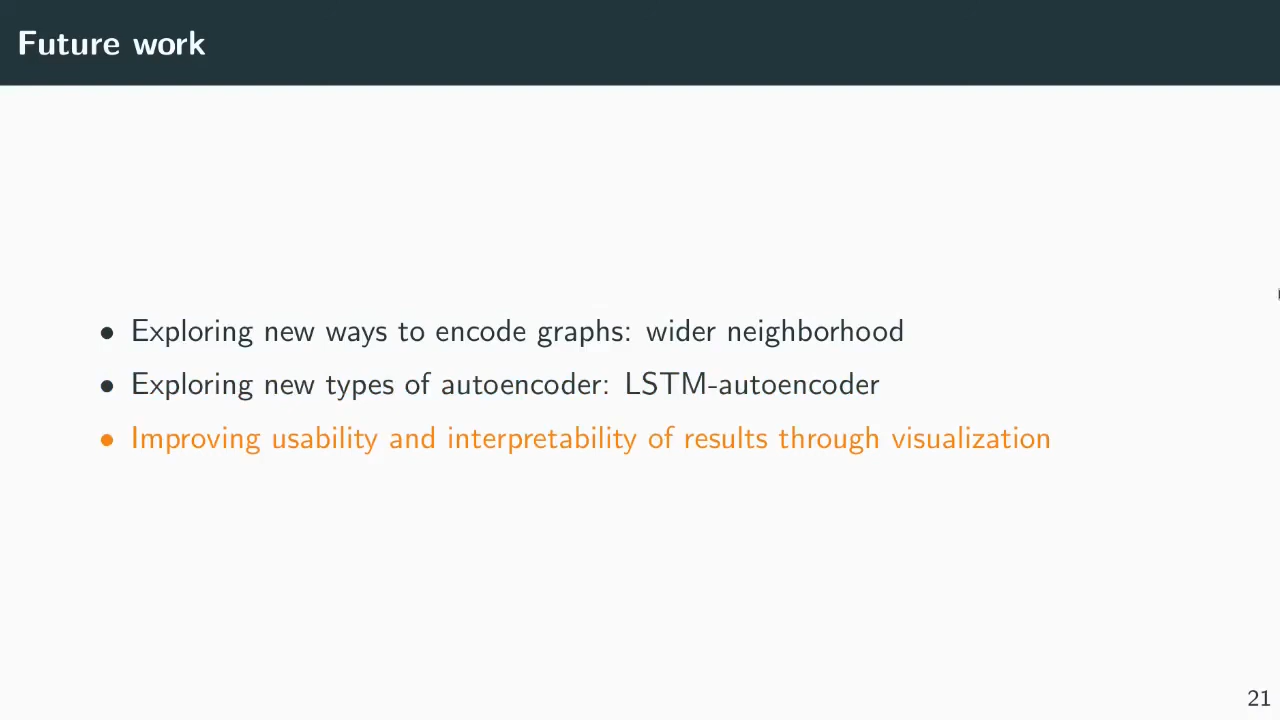 Future work
• Exploring new ways to encode graphs: wider neighborhood
• Exploring new types of autoencoder: LSTM-autoencoder
• Improving usability and interpretability of results through visualization
21